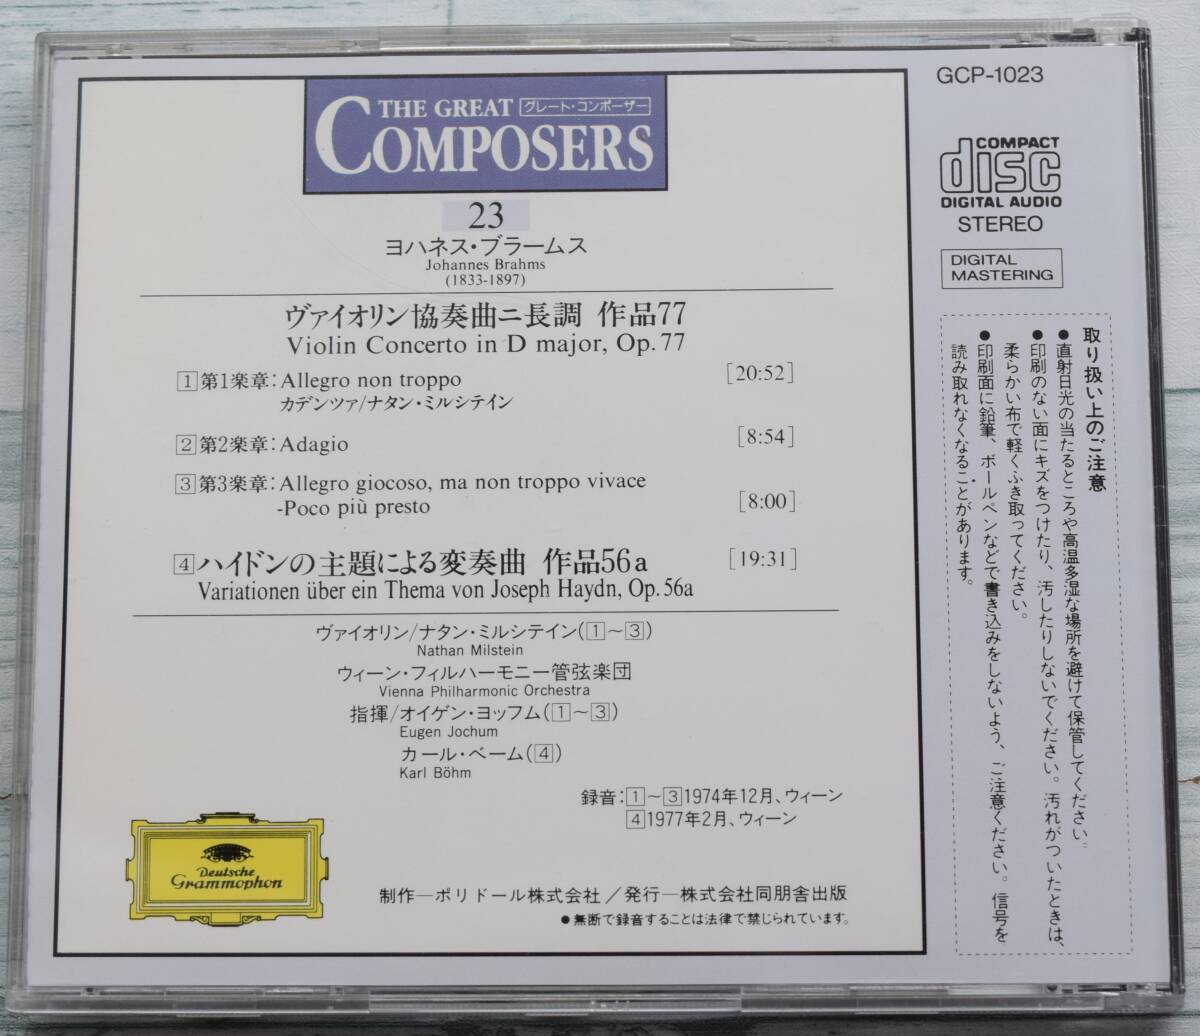 THE GREAT グレート・コンポーザー
COMPOSERS
23
ヨハネス・ブラームス
Johannes Brahms
(1833-1897)
ヴァイオリン協奏曲ニ長調 作品77
Violin Concerto in D major, Op. 77
1 第1楽章: Allegro non troppo [20:52]
カデンツァ/ナタン・ミルシテイン
2 第2楽章: Adagio [8:54]
3 第3楽章: Allegro giocoso, ma non troppo vivace
-Poco più presto [8:00]
4 ハイドンの主題による変奏曲 作品56a [19:31]
Variationen über ein Thema von Joseph Haydn, Op. 56a
ヴァイオリン/ナタン・ミルシテイン(1~3)
Nathan Milstein
ウィーン・フィルハーモニー管弦楽団
Vienna Philharmonic Orchestra
指揮/オイゲン・ヨッフム(1~3)
Eugen Jochum
カール・ベーム(4)
Karl Böhm
録音:1~3 1974年12月、ウィーン
4 1977年2月、ウィーン
Deutsche
Grammophon
制作―ポリドール株式会社/発行―株式会社同朋舎出版
●無断で録音することは法律で禁じられています。
GCP-1023
COMPACT
disc
DIGITAL AUDIO
STEREO
DIGITAL
MASTERING
取り扱い上のご注意
●直射日光の当たるところや高温多湿な場所を避けて保管してください。
●印刷のない面にキズをつけたり、汚したりしないでください。汚れがついたときは、
柔らかい布で軽くふき取ってください。
●印刷面に鉛筆、ボールペンなどで書き込みをしないよう、ご注意ください。信号を
読み取れなくなることがあります。